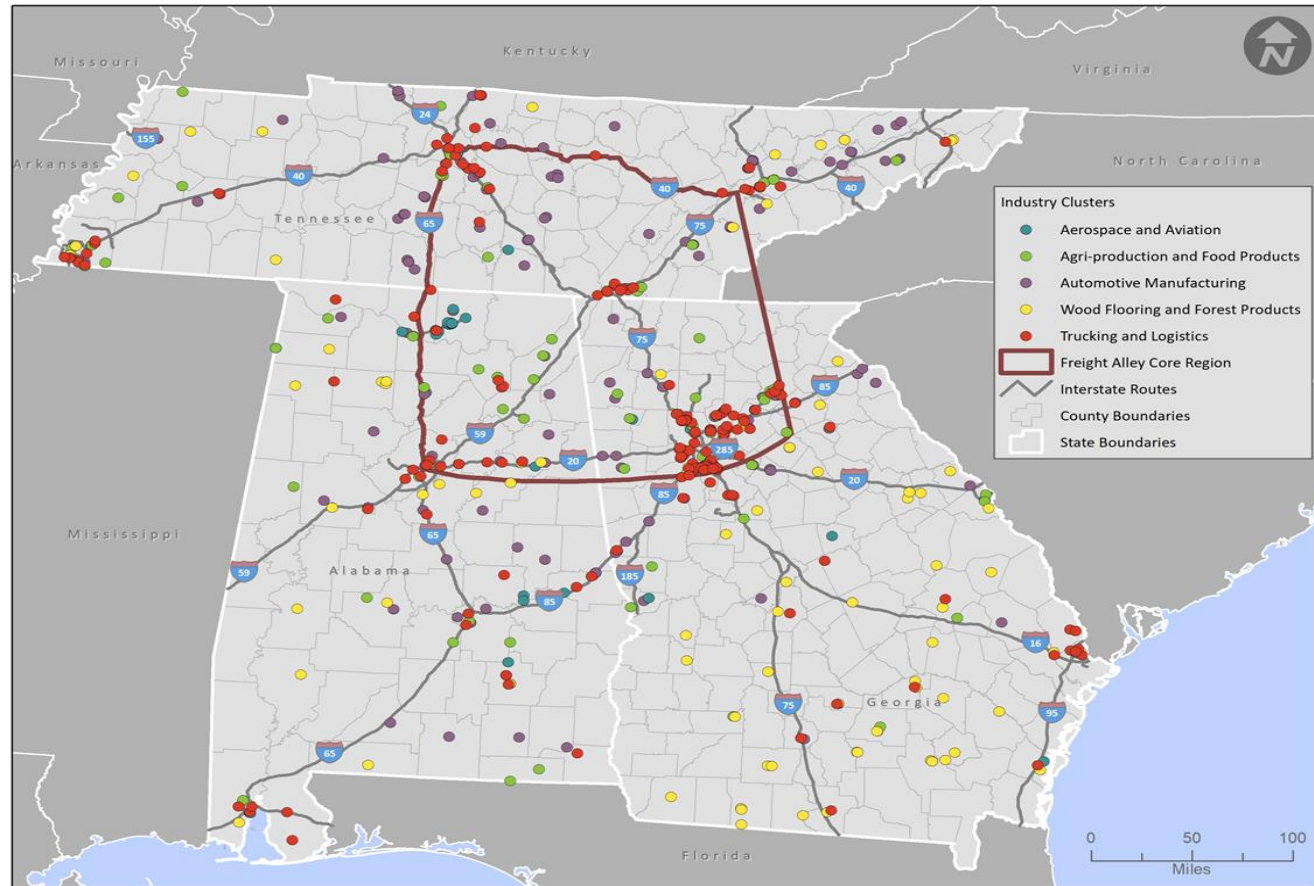 Kentucky
Missouri
Virginia
N
24
155
Arkansas
North Carolina
40
40
40
Tennessee
65
75
Industry Clusters
Aerospace and Aviation
Agri-production and Food Products
Automotive Manufacturing
Wood Flooring and Forest Products
Trucking and Logistics
Freight Alley Core Region
Interstate Routes
County Boundaries
State Boundaries
75
85
59
285
20
20
85
65
Mississippi
59
Alabama
185
85
16
75
Georgia
95
65
0 50 100
Miles
Florida